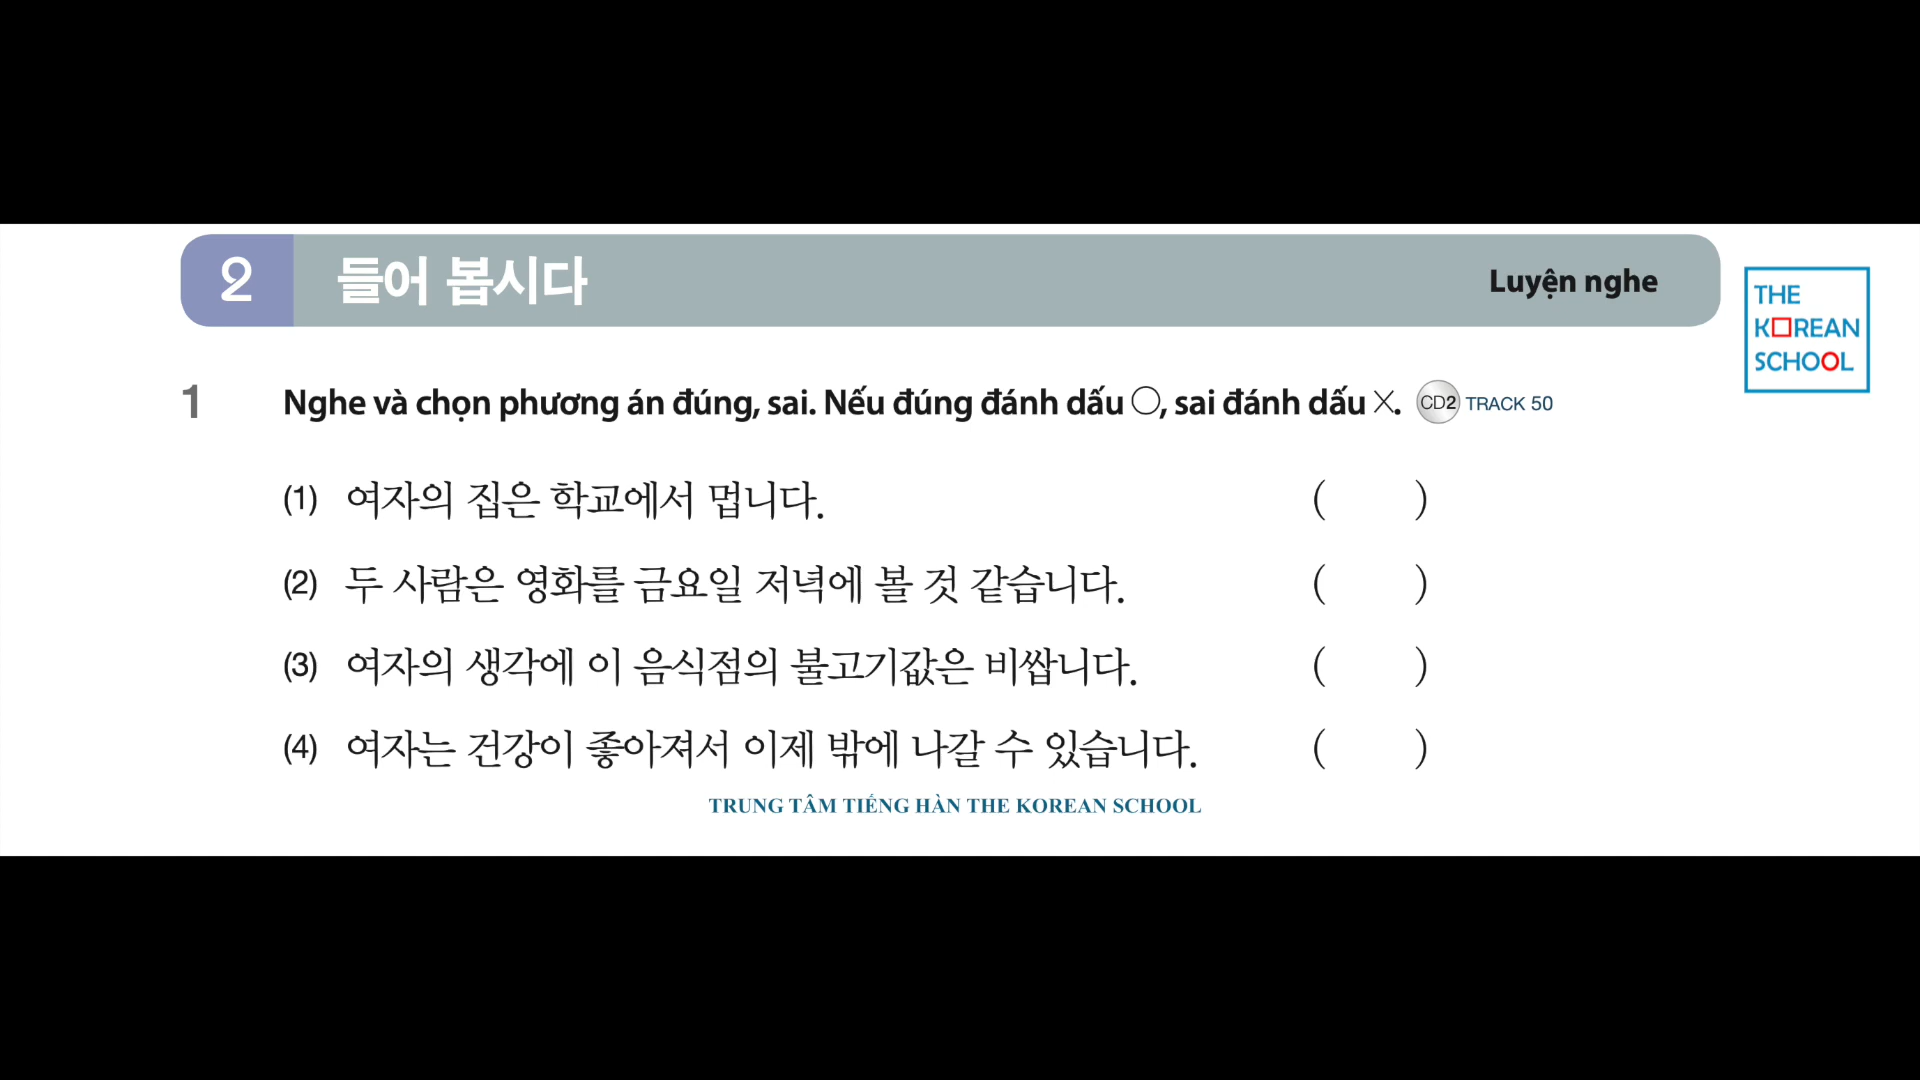 2 들어 봅시다 Luyện nghe
THE
KOREAN
SCHOOL
1 Nghe và chọn phương án đúng, sai. Nếu đúng đánh dấu ○, sai đánh dấu ×. CD2 TRACK 50
(1) 여자의 집은 학교에서 멉니다. ( )
(2) 두 사람은 영화를 금요일 저녁에 볼 것 같습니다. ( )
(3) 여자의 생각에 이 음식점의 불고기값은 비쌉니다. ( )
(4) 여자는 건강이 좋아져서 이제 밖에 나갈 수 있습니다. ( )
TRUNG TÂM TIẾNG HÀN THE KOREAN SCHOOL